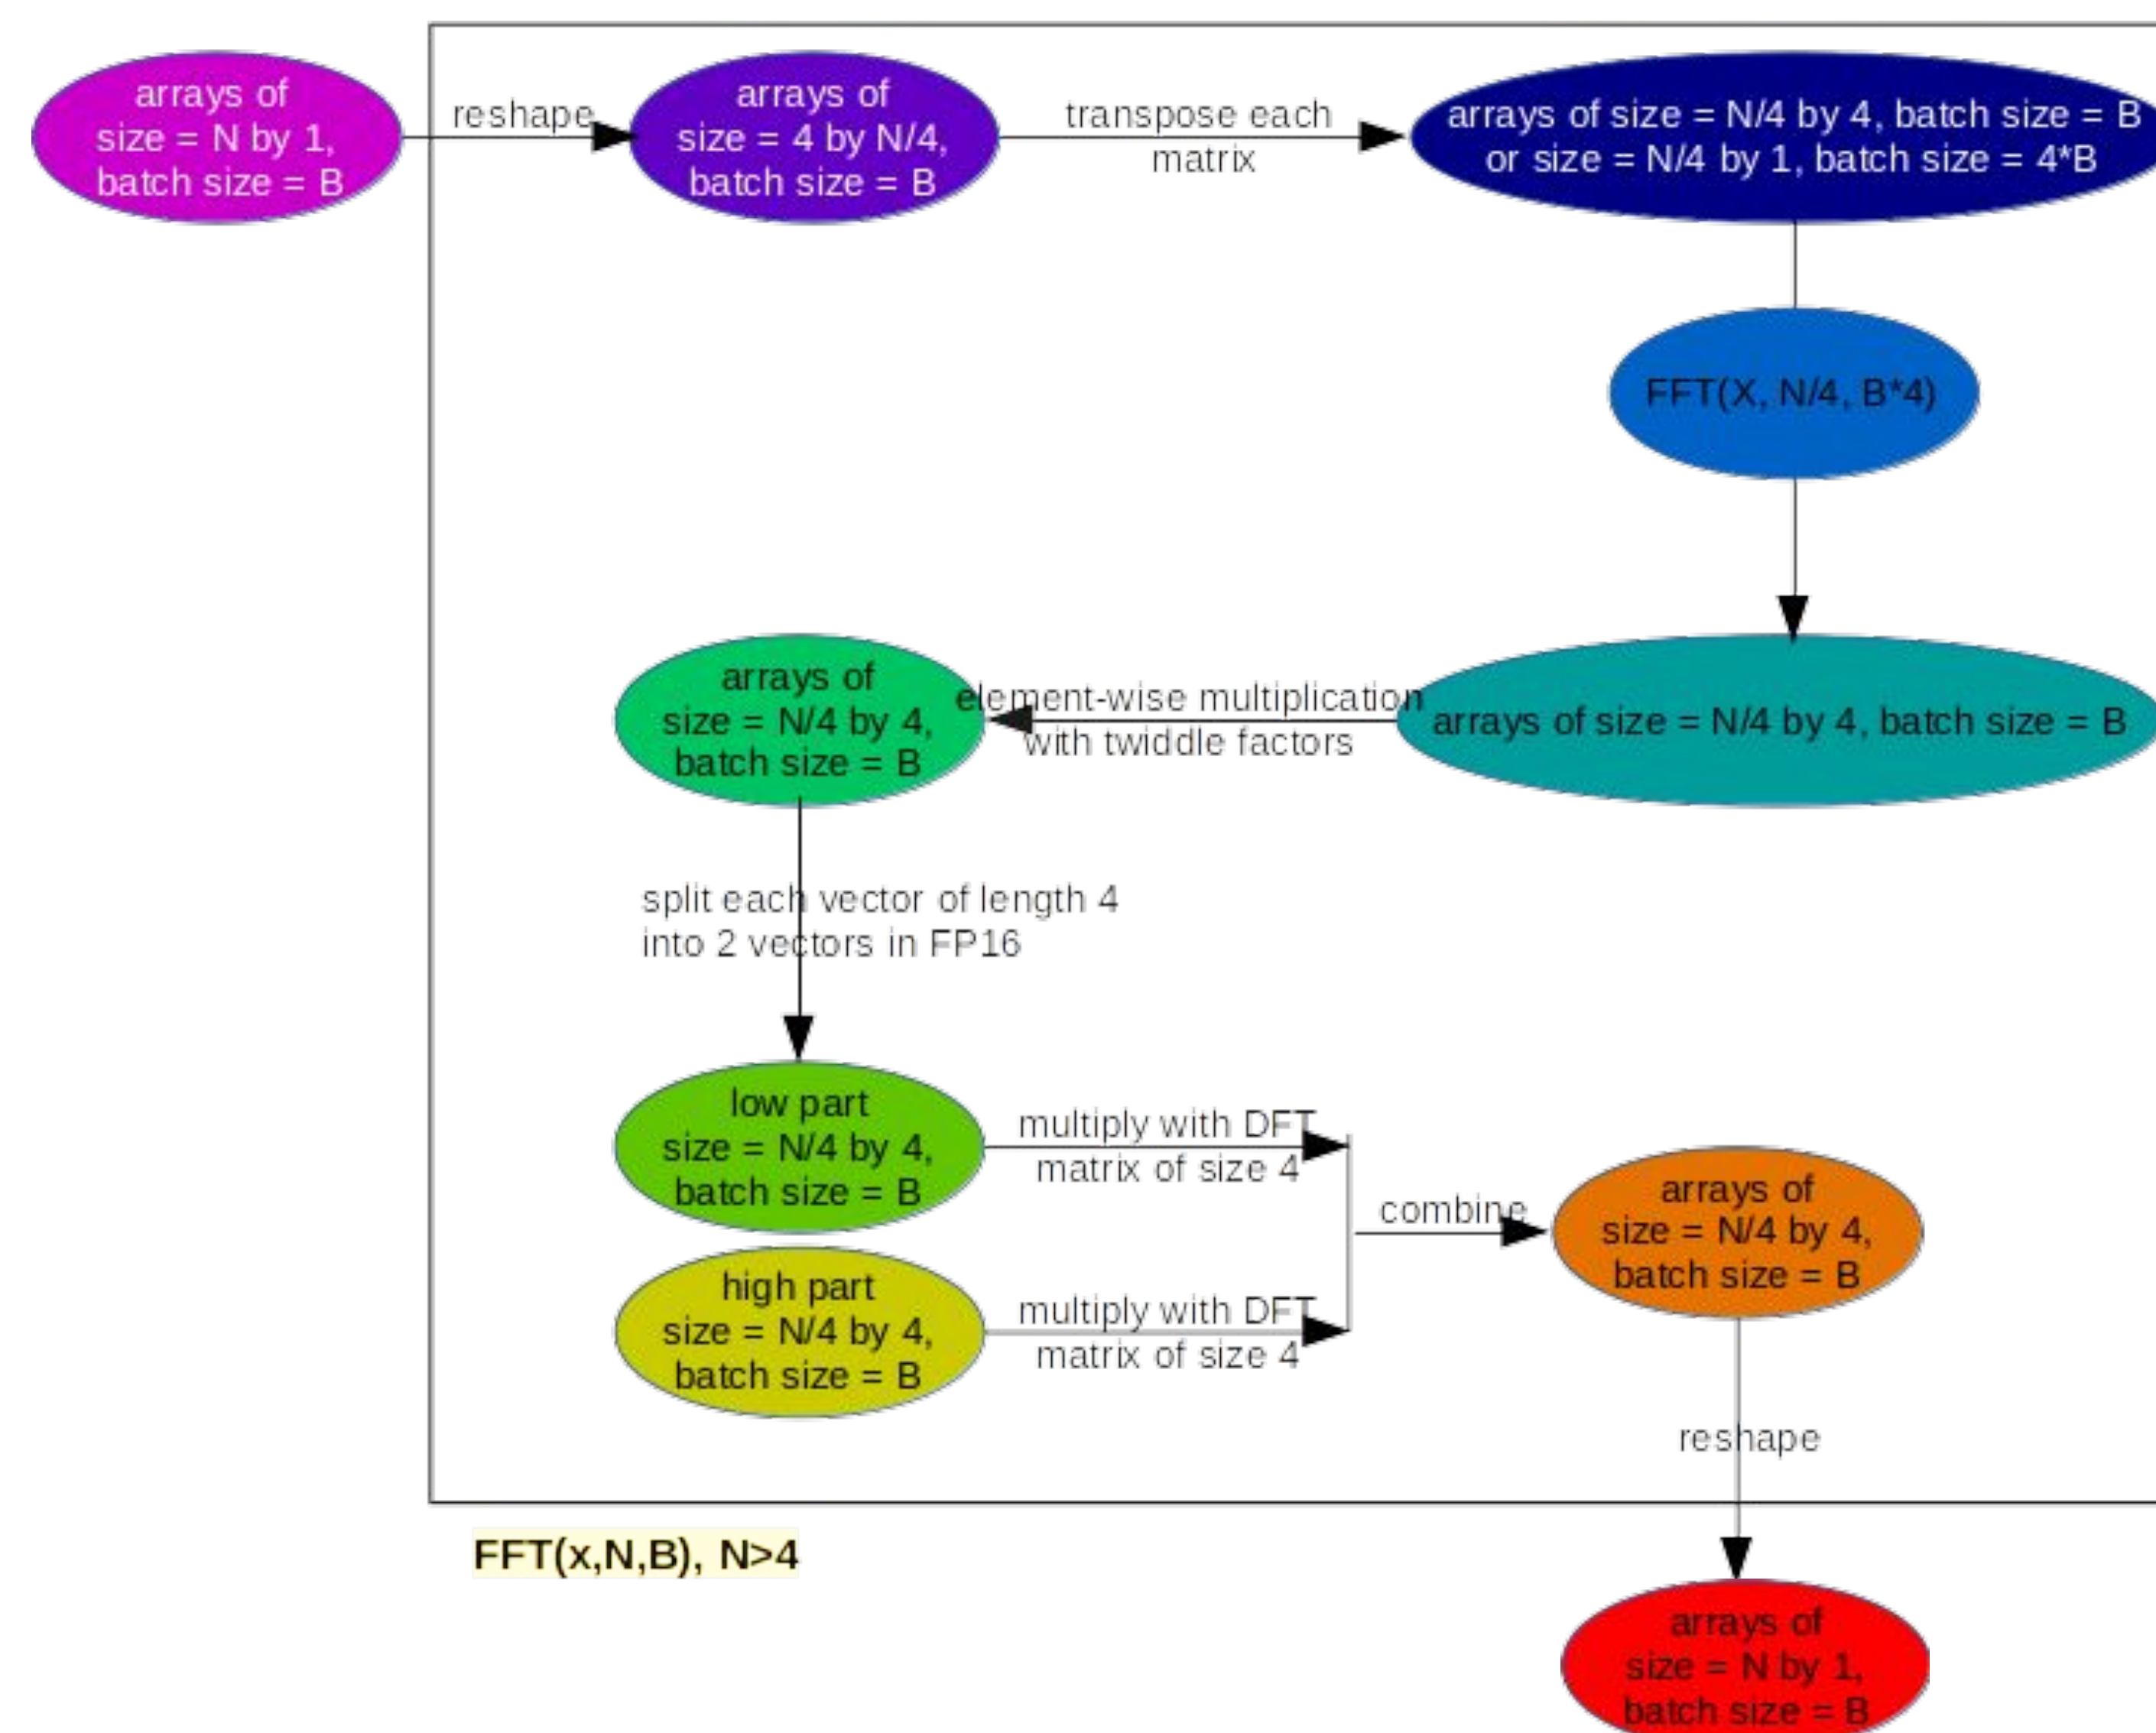 arrays of
size = N by 1,
batch size = B
reshape
arrays of
size = 4 by N/4,
batch size = B
transpose each
matrix
arrays of size = N/4 by 4, batch size = B
or size = N/4 by 1, batch size = 4*B
FFT(X, N/4, B*4)
arrays of size = N/4 by 4, batch size = B
element-wise multiplication
with twiddle factors
arrays of
size = N/4 by 4,
batch size = B
split each vector of length 4
into 2 vectors in FP16
low part
size = N/4 by 4,
batch size = B
multiply with DFT
matrix of size 4
high part
size = N/4 by 4,
batch size = B
multiply with DFT
matrix of size 4
combine
arrays of
size = N/4 by 4,
batch size = B
reshape
FFT(x,N,B), N>4
arrays of
size = N by 1,
batch size = B